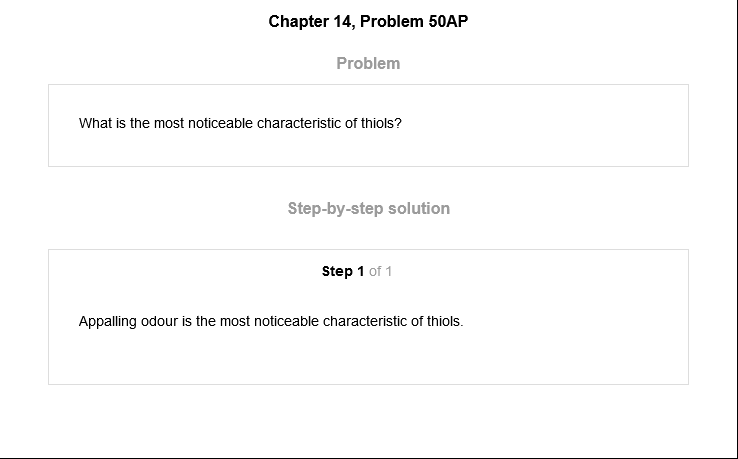 Chapter 14, Problem 50AP
Problem
What is the most noticeable characteristic of thiols?
Step-by-step solution
Step 1 of 1
Appalling odour is the most noticeable characteristic of thiols.